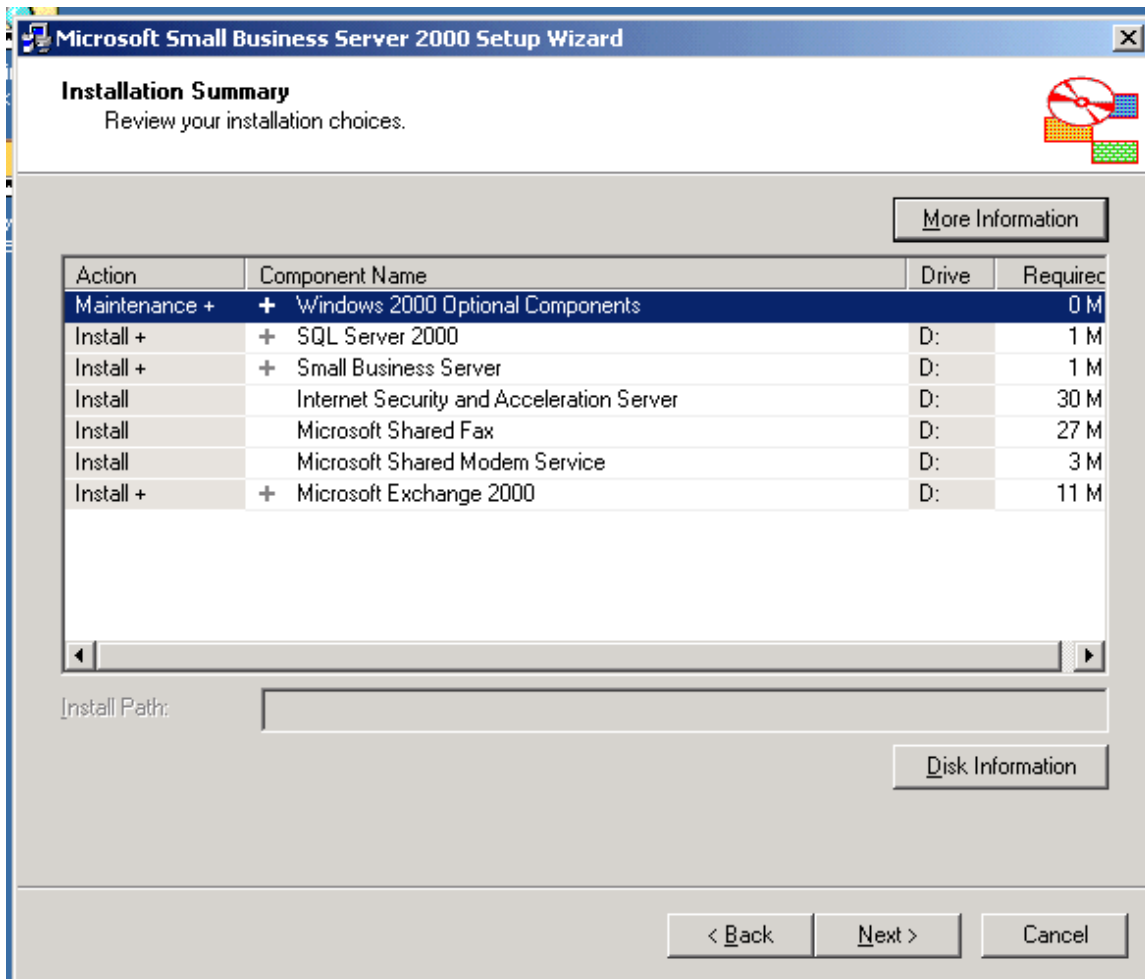 Microsoft Small Business Server 2000 Setup Wizard
Installation Summary
Review your installation choices.
More Information
Action Component Name Drive Required
Maintenance + + Windows 2000 Optional Components 0 M
Install + + SQL Server 2000 D: 1 M
Install + + Small Business Server D: 1 M
Install Internet Security and Acceleration Server D: 30 M
Install Microsoft Shared Fax D: 27 M
Install Microsoft Shared Modem Service D: 3 M
Install + + Microsoft Exchange 2000 D: 11 M
Install Path:
Disk Information
< Back Next > Cancel